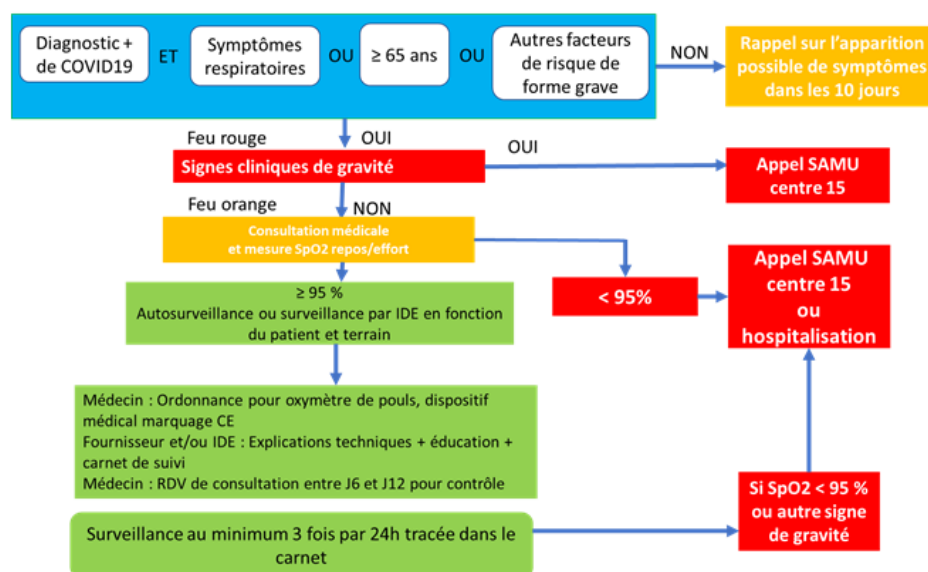 Diagnostic +
de COVID19
ET
Symptômes
respiratoires
OU
≥ 65 ans
OU
Autres facteurs
de risque de
forme grave
NON
Rappel sur l'apparition
possible de symptômes
dans les 10 jours
Feu rouge
OUI
Signes cliniques de gravité
OUI
Appel SAMU
centre 15
Feu orange
NON
Consultation médicale
et mesure SpO2 repos/effort
< 95%
Appel SAMU
centre 15
ou
hospitalisation
≥ 95 %
Autosurveillance ou surveillance par IDE en fonction
du patient et terrain
Médecin : Ordonnance pour oxymètre de pouls, dispositif
médical marquage CE
Fournisseur et/ou IDE : Explications techniques + éducation +
carnet de suivi
Médecin : RDV de consultation entre J6 et J12 pour contrôle
Surveillance au minimum 3 fois par 24h tracée dans le
carnet
Si SpO2 < 95 %
ou autre signe
de gravité